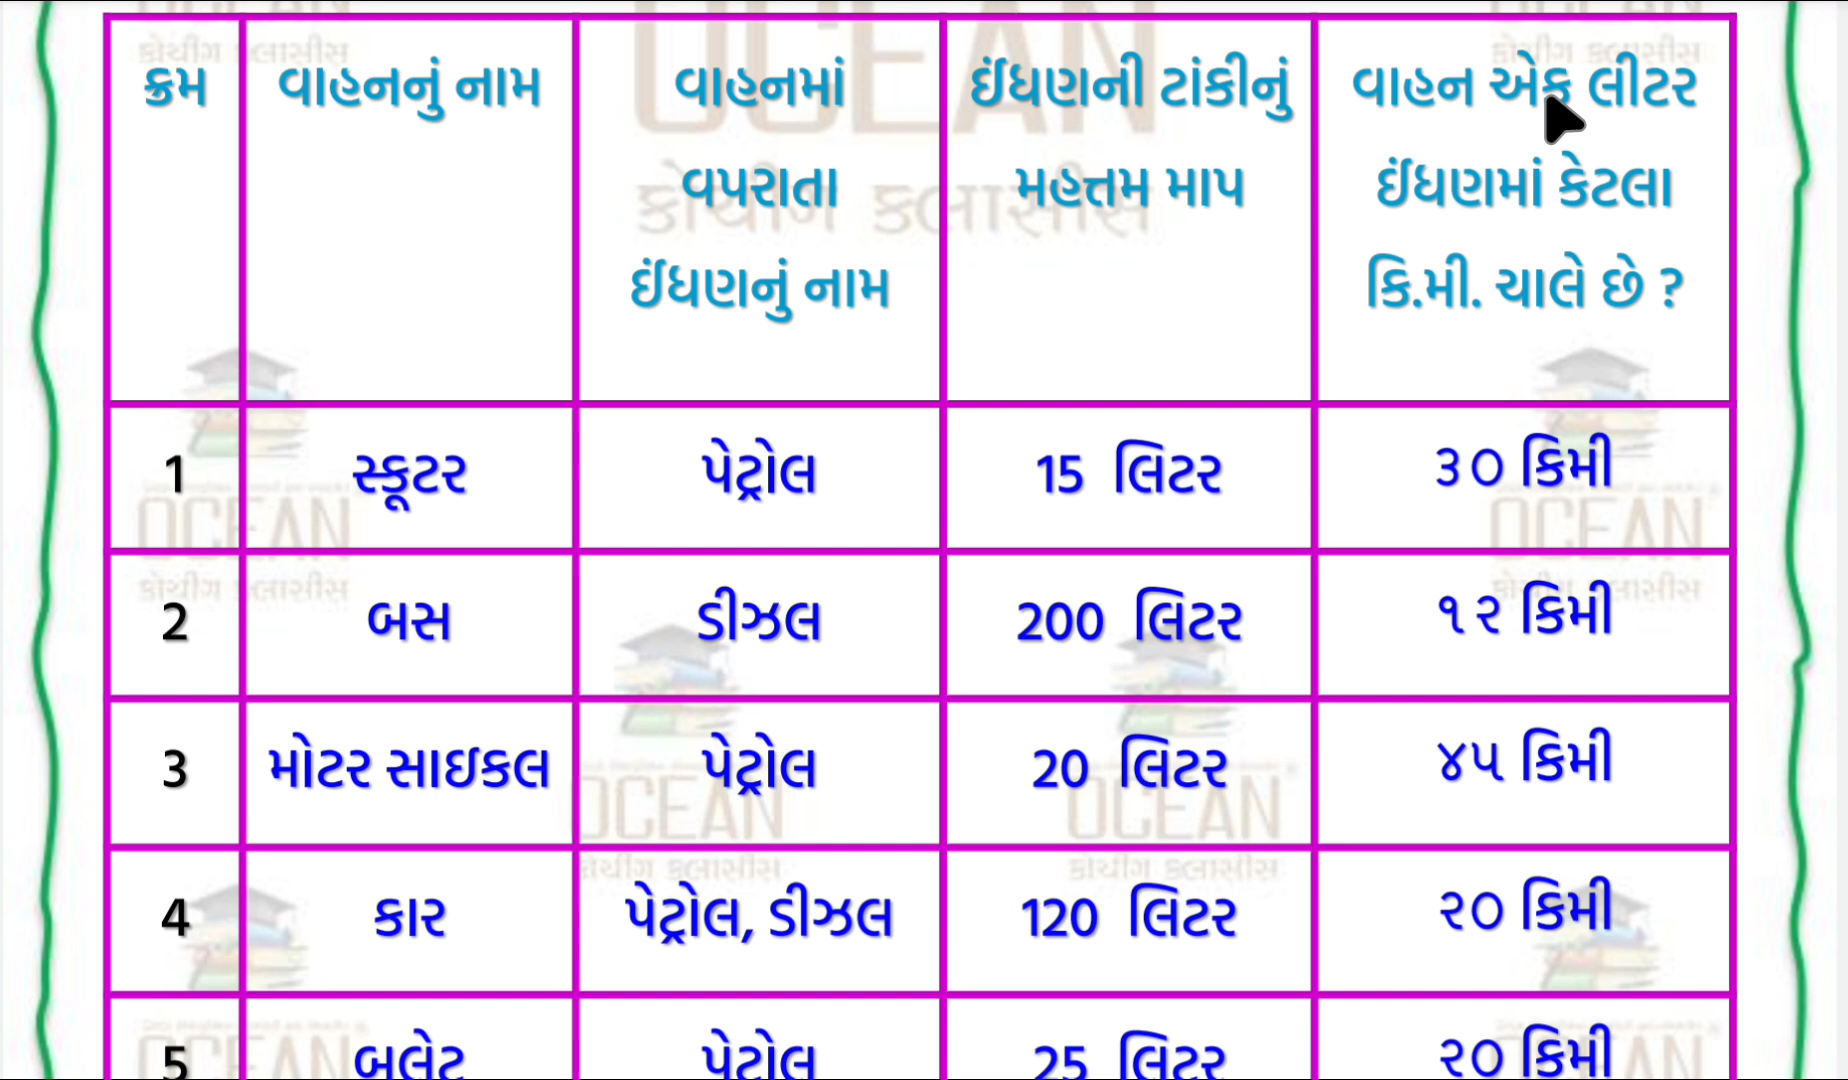 ક્રમ વાહનનું નામ વાહનમાં ઈંધણની ટાંકીનું વાહન એક લીટર
વપરાતા મહત્તમ માપ ઈંધણમાં કેટલા
ઈંધણનું નામ કિ.મી. ચાલે છે ?
1 સ્કૂટર પેટ્રોલ 15 લિટર ૩૦ કિમી
2 બસ ડીઝલ 200 લિટર ૧૨ કિમી
3 મોટર સાઇકલ પેટ્રોલ 20 લિટર ૪૫ કિમી
4 કાર પેટ્રોલ, ડીઝલ 120 લિટર ૨૦ કિમી
5 બુલેટ પેટ્રોલ 25 લિટર ૨૦ કિમી
OCEAN
કોચીંગ ક્લાસીસ